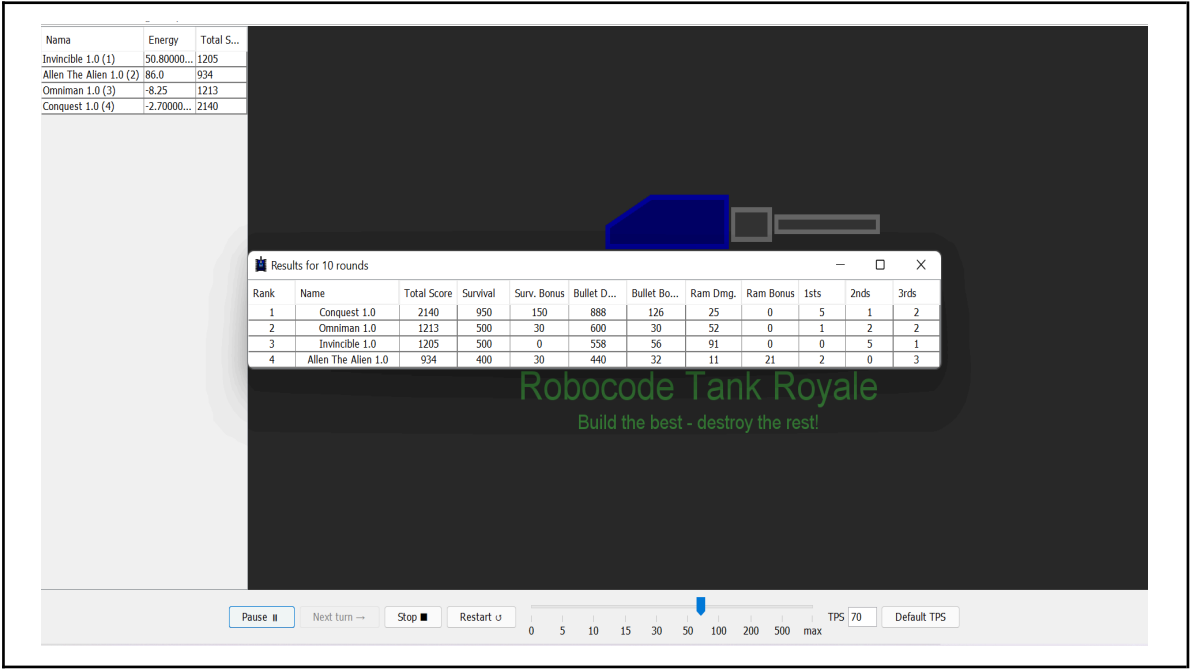 Nama Energy Total S...
Invincible 1.0 (1) 50.80000... 1205
Allen The Alien 1.0 (2) 86.0 934
Omniman 1.0 (3) -8.25 1213
Conquest 1.0 (4) -2.70000... 2140
Results for 10 rounds
Rank Name Total Score Survival Surv. Bonus Bullet D... Bullet Bo... Ram Dmg. Ram Bonus 1sts 2nds 3rds
1 Conquest 1.0 2140 950 150 888 126 25 0 5 1 2
2 Omniman 1.0 1213 500 30 600 30 52 0 1 2 2
3 Invincible 1.0 1205 500 0 558 56 91 0 0 5 1
4 Allen The Alien 1.0 934 400 30 440 32 11 21 2 0 3
Robocode Tank Royale
Build the best - destroy the rest!
Pause Next turn → Stop Restart ↺ TPS 70 Default TPS
0 5 10 15 30 50 100 200 500 max